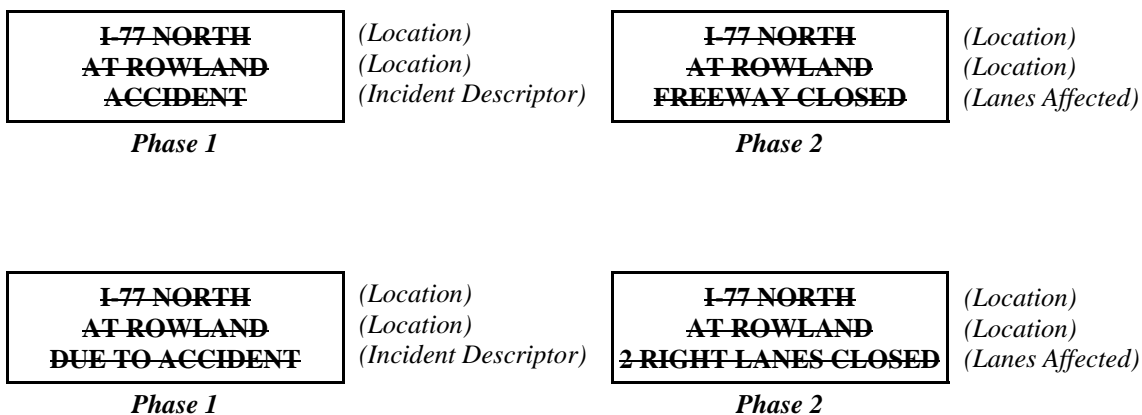 I-77 NORTH
AT ROWLAND
ACCIDENT
(Location)
(Location)
(Incident Descriptor)
Phase 1
I-77 NORTH
AT ROWLAND
FREEWAY CLOSED
(Location)
(Location)
(Lanes Affected)
Phase 2
I-77 NORTH
AT ROWLAND
DUE TO ACCIDENT
(Location)
(Location)
(Incident Descriptor)
Phase 1
I-77 NORTH
AT ROWLAND
2 RIGHT LANES CLOSED
(Location)
(Location)
(Lanes Affected)
Phase 2